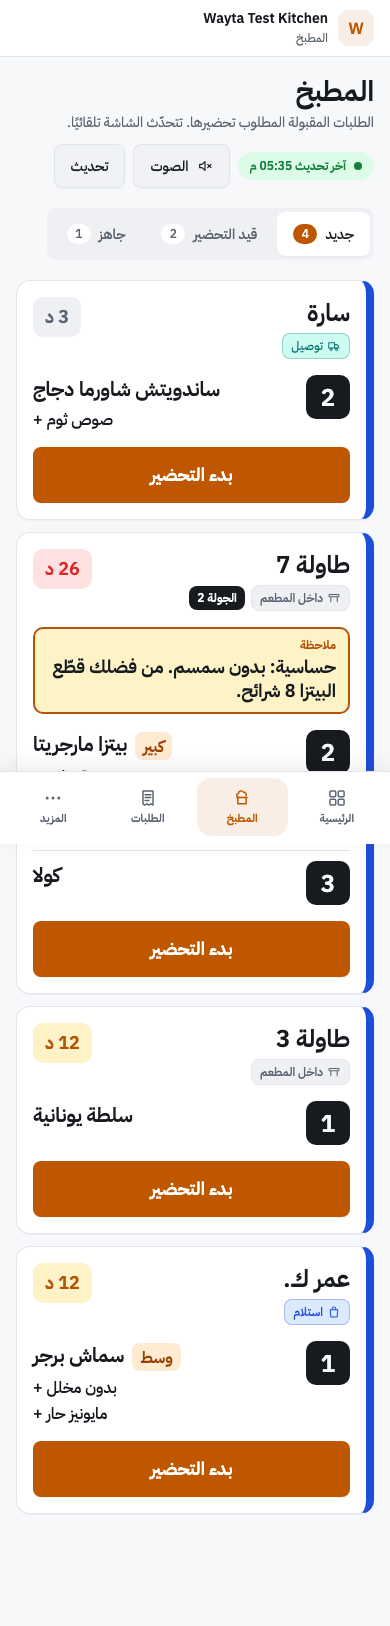 Wayta Test Kitchen
W
المطبخ
المطبخ
الطلبات المقبولة المطلوب تحضيرها. تتحدّث الشاشة تلقائيًا.
آخر تحديث 05:35 م
الصوت
تحديث
جديد 4
قيد التحضير 2
جاهز 1
سارة
3 د
توصيل
2
ساندويتش شاورما دجاج
+ صوص ثوم
بدء التحضير
طاولة 7
26 د
داخل المطعم
الجولة 2
ملاحظة
حساسية: بدون سمسم. من فضلك قطّع
البيتزا 8 شرائح.
2
بيتزا مارجريتا كبير
الرئيسية
المطبخ
الطلبات
المزيد
3
كولا
بدء التحضير
طاولة 3
12 د
داخل المطعم
1
سلطة يونانية
بدء التحضير
عمر ك.
12 د
استلام
1
سماش برجر وسط
+ بدون مخلل
+ مايونيز حار
بدء التحضير